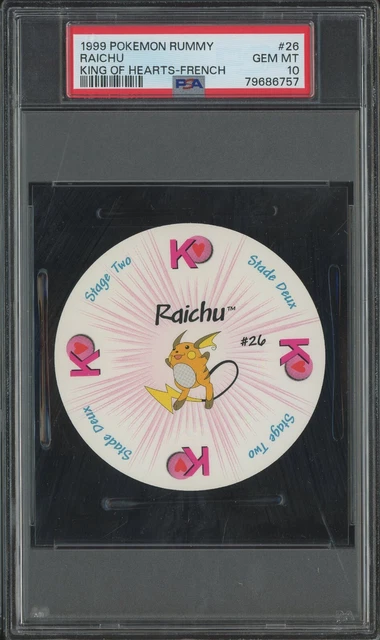 1999 POKEMON RUMMY #26
RAICHU GEM MT
KING OF HEARTS-FRENCH 10
PSA 79686757
K
Stage Two
Stade Deux
Raichu™
#26
K
K
Stade Deux
Stage Two
K